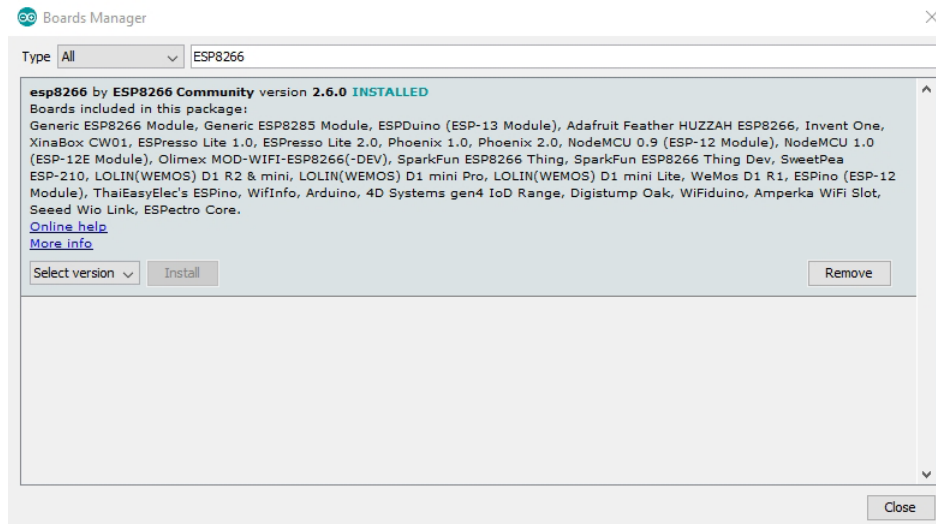 Boards Manager
Type All ESP8266
esp8266 by ESP8266 Community version 2.6.0 INSTALLED
Boards included in this package:
Generic ESP8266 Module, Generic ESP8285 Module, ESPDuino (ESP-13 Module), Adafruit Feather HUZZAH ESP8266, Invent One,
XinaBox CW01, ESPresso Lite 1.0, ESPresso Lite 2.0, Phoenix 1.0, Phoenix 2.0, NodeMCU 0.9 (ESP-12 Module), NodeMCU 1.0
(ESP-12E Module), Olimex MOD-WIFI-ESP8266(-DEV), SparkFun ESP8266 Thing, SparkFun ESP8266 Thing Dev, SweetPea
ESP-210, LOLIN(WEMOS) D1 R2 & mini, LOLIN(WEMOS) D1 mini Pro, LOLIN(WEMOS) D1 mini Lite, WeMos D1 R1, ESPino (ESP-12
Module), ThaiEasyElec's ESPino, WifInfo, Arduino, 4D Systems gen4 IoD Range, Digistump Oak, WiFiduino, Amperka WiFi Slot,
Seeed Wio Link, ESPectro Core.
Online help
More info
Select version Install Remove
Close